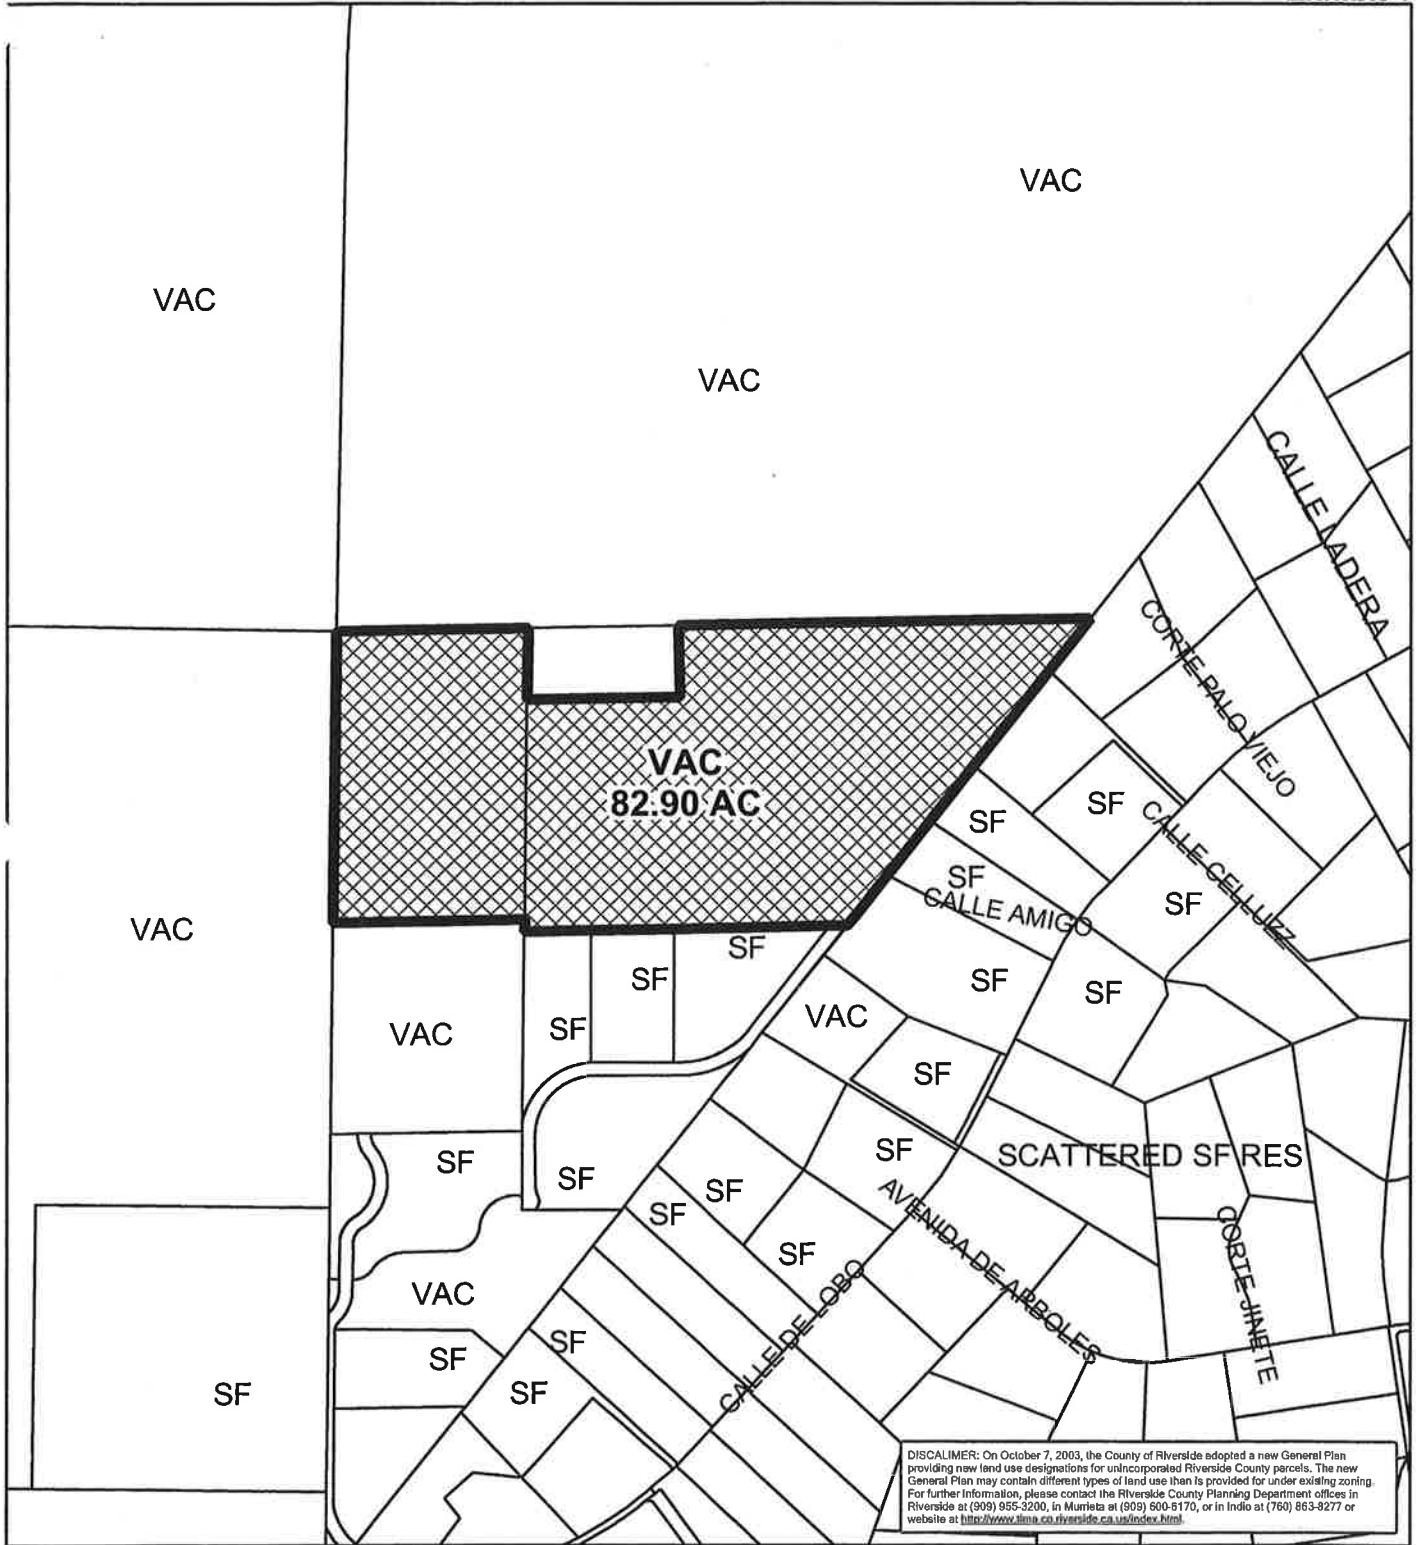 VAC
VAC
VAC
CALLE LADERA
CORTE PALO VIEJO
VAC
82.90 AC
SF
SF
CALLE CELLUIZZ
SF
CALLE AMIGO
SF
VAC
SF
SF
SF
SF
SF
VAC
VAC
SF
SF
SF
SCATTERED SF RES
SF
SF
SF
SF
AVENIDA DE ARBOLES
CORTE JINETE
SF
CALLE DE LOBO
VAC
SF
SF
SF
SF
DISCALIMER: On October 7, 2003, the County of Riverside adopted a new General Plan
providing new land use designations for unincorporated Riverside County parcels. The new
General Plan may contain different types of land use than is provided for under existing zoning.
For further information, please contact the Riverside County Planning Department offices in
Riverside at (909) 955-3200, in Murrieta at (909) 600-6170, or in Indio at (760) 863-8277 or
website at http://www.tlma.co.riverside.ca.us/index.html.